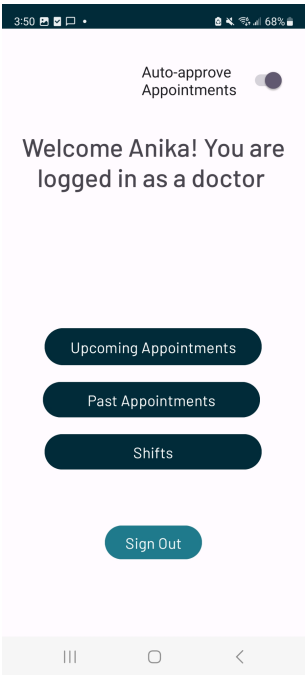 3:50
68%
Auto-approve
Appointments
Welcome Anika! You are
logged in as a doctor
Upcoming Appointments
Past Appointments
Shifts
Sign Out